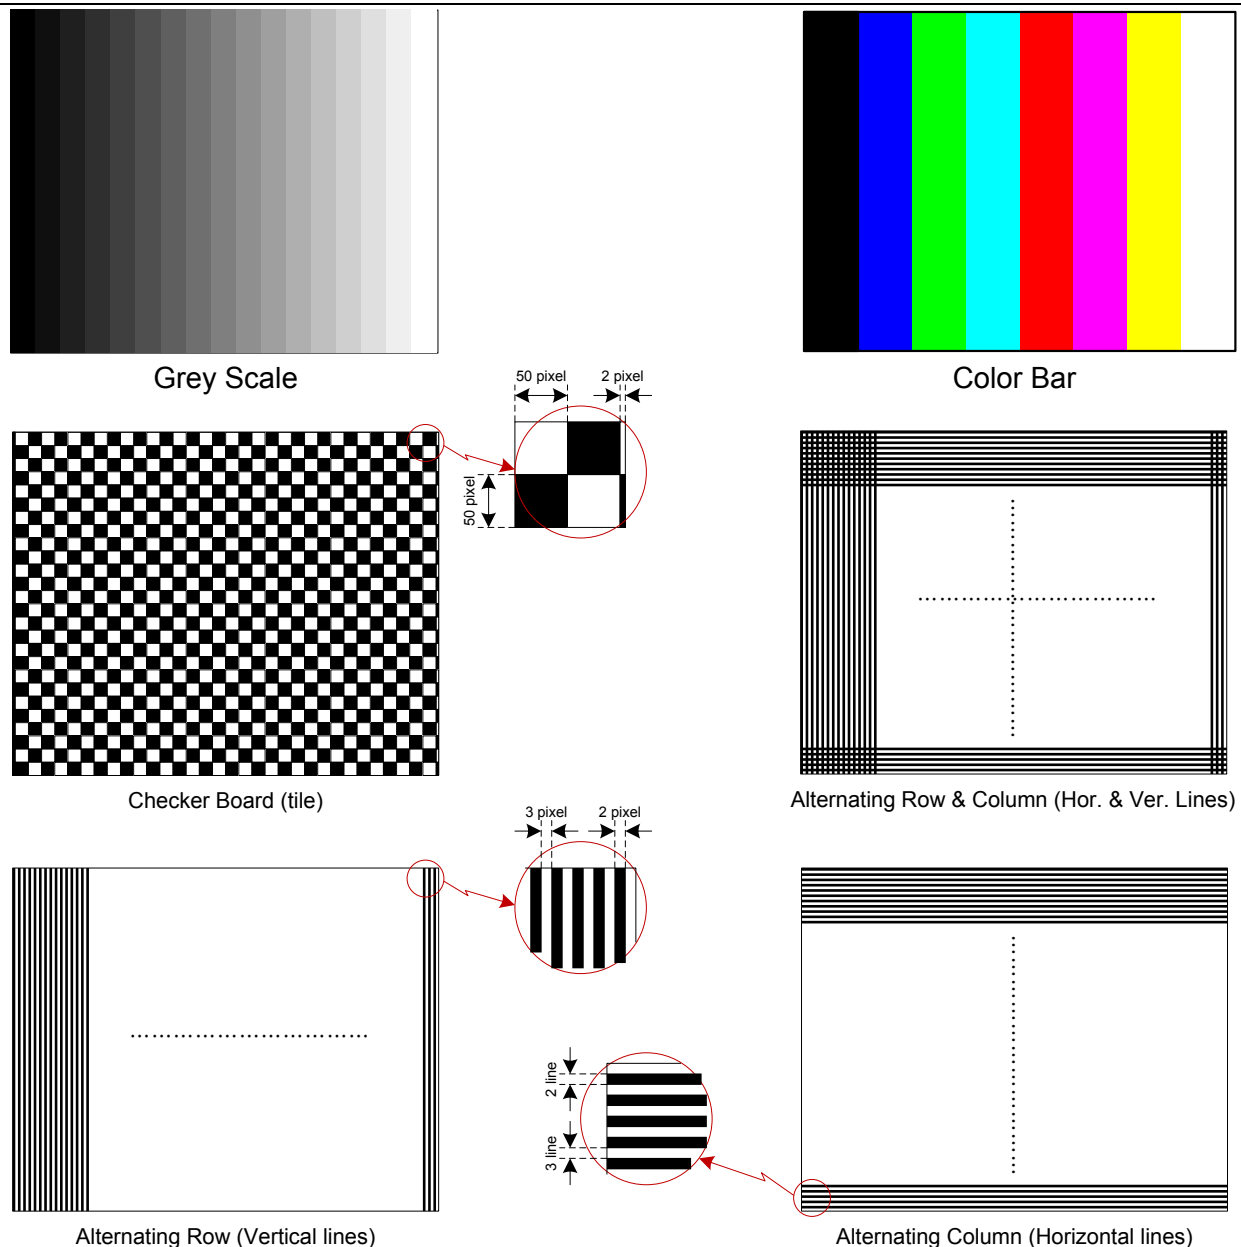 Grey Scale
Color Bar
50 pixel
2 pixel
50 pixel
Checker Board (tile)
Alternating Row & Column (Hor. & Ver. Lines)
3 pixel
2 pixel
2 line
3 line
Alternating Row (Vertical lines)
Alternating Column (Horizontal lines)